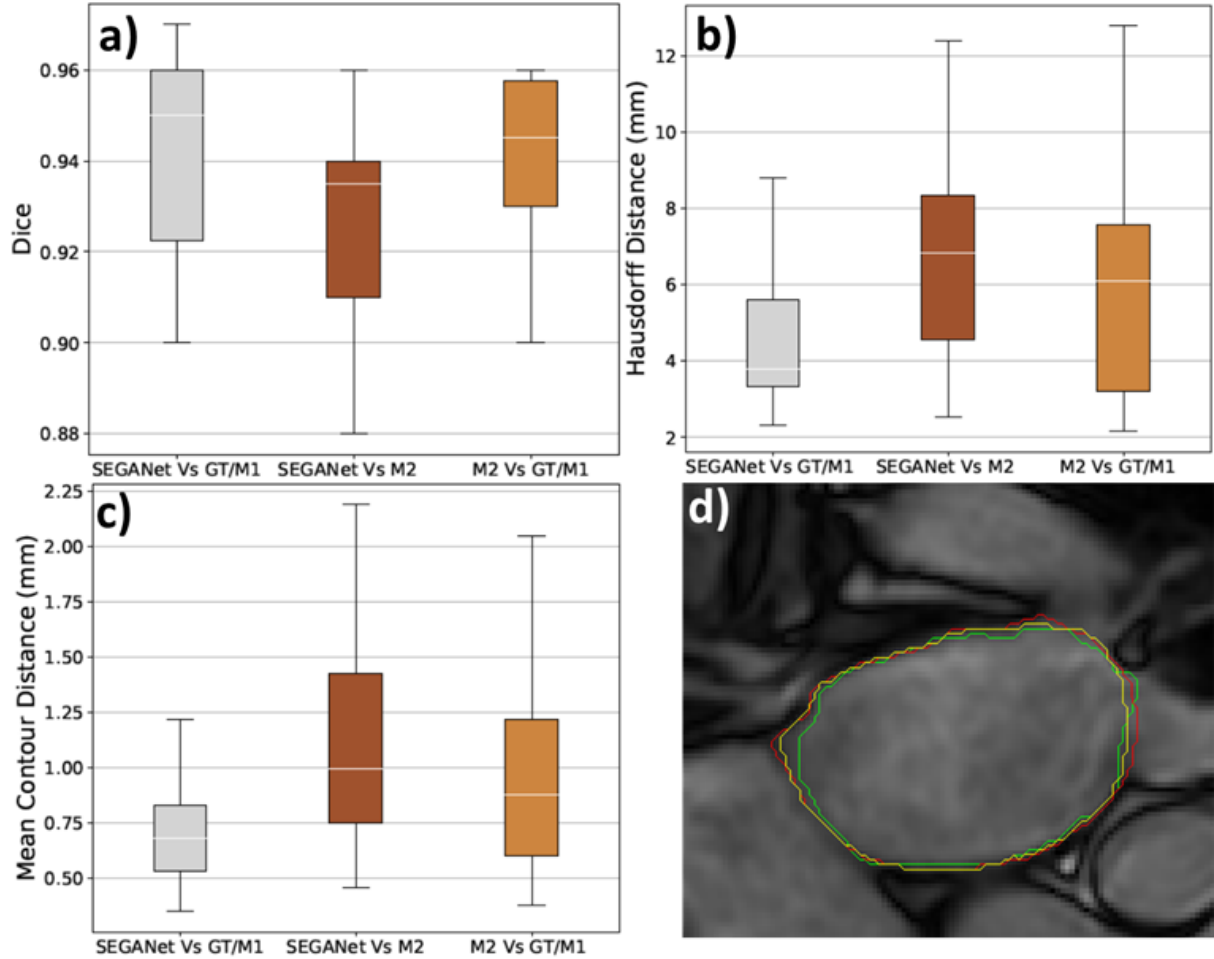 a)
Dice
0.96
0.94
0.92
0.90
0.88
SEGANet Vs GT/M1 SEGANet Vs M2 M2 Vs GT/M1
b)
Hausdorff Distance (mm)
12
10
8
6
4
2
SEGANet Vs GT/M1 SEGANet Vs M2 M2 Vs GT/M1
c)
Mean Contour Distance (mm)
2.25
2.00
1.75
1.50
1.25
1.00
0.75
0.50
SEGANet Vs GT/M1 SEGANet Vs M2 M2 Vs GT/M1
d)